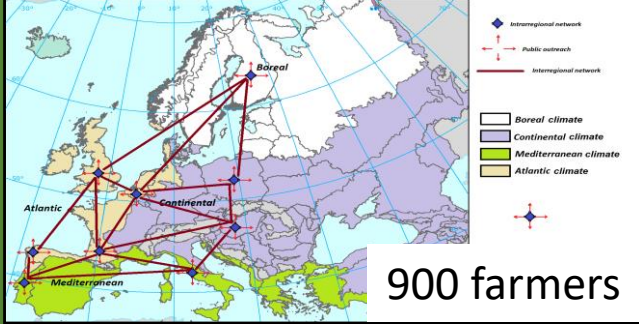 Boreal
Atlantic
Continental
Mediterranean
Intrarregional network
Public outreach
Interregional network
Boreal climate
Continental climate
Mediterranean climate
Atlantic climate
900 farmers